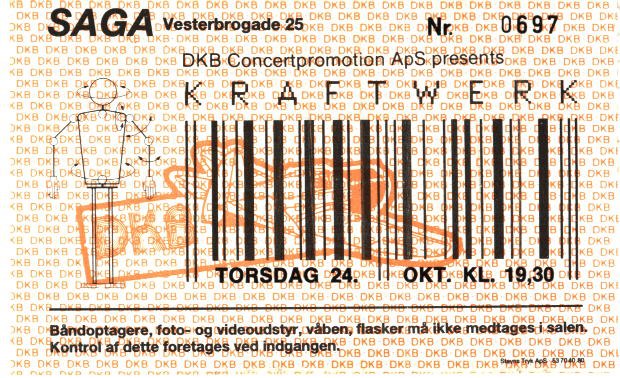 SAGA Vesterbrogade 25 Nr. 0697
DKB Concertpromotion ApS presents
KRAFTWERK
DKB
TORSDAG 24. OKT. KL. 19,30
Båndoptagere, foto- og videoudstyr, våben, flasker må ikke medtages i salen.
Kontrol af dette foretages ved indgangen.